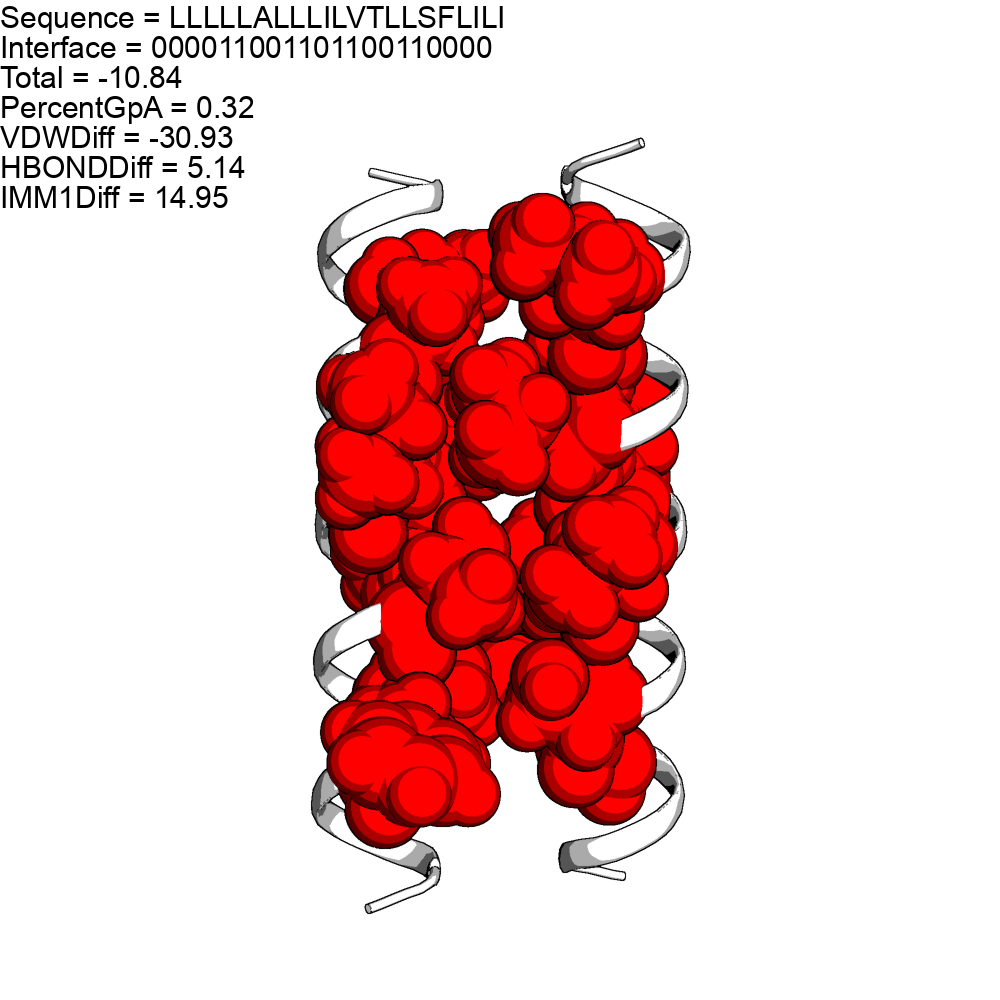 Sequence = LLLLLALLLILVTLLSFLILI
Interface = 000011001101100110000
Total = -10.84
PercentGpA = 0.32
VDWDiff = -30.93
HBONDDiff = 5.14
IMM1Diff = 14.95